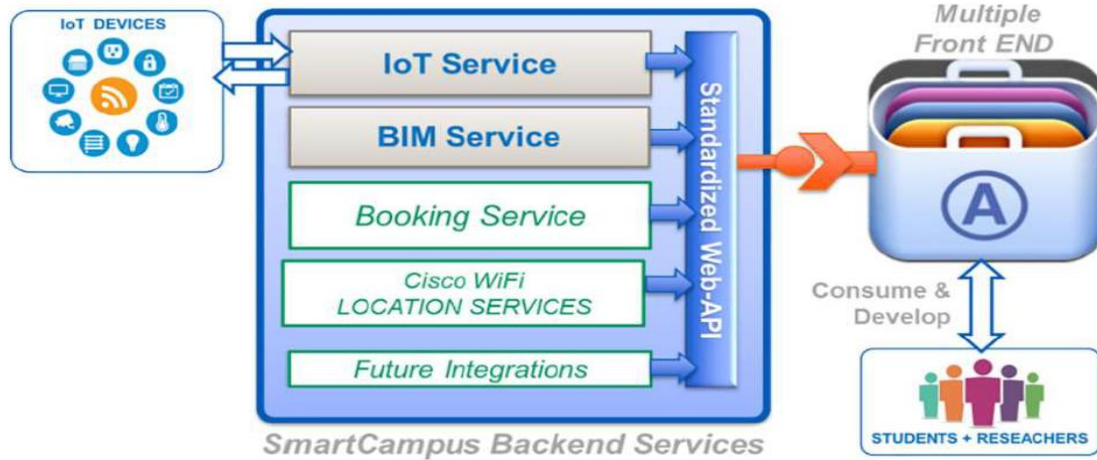 IoT DEVICES
IoT Service
BIM Service
Booking Service
Cisco WiFi
LOCATION SERVICES
Future Integrations
Standardized Web-API
SmartCampus Backend Services
Multiple
Front END
A
Consume &
Develop
STUDENTS + RESEACHERS